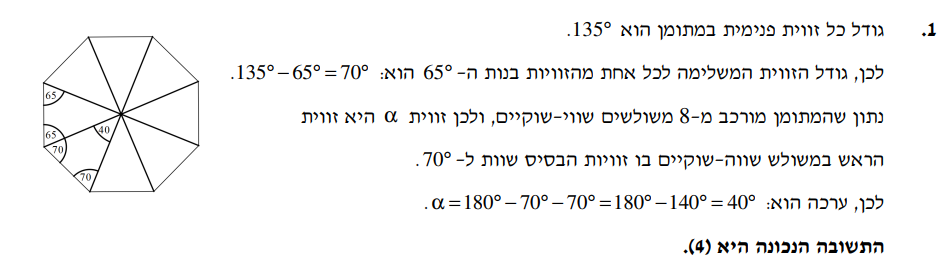 1. גודל כל זווית פנימית במתומן הוא 135°.
לכן, גודל הזווית המשלימה לכל אחת מהזוויות בנות ה- 65° הוא: 135° − 65° = 70°.
נתון שהמתומן מורכב מ-8 משולשים שווי-שוקיים, ולכן זווית α היא זווית
הראש במשולש שווה-שוקיים בו זוויות הבסיס שוות ל- 70°.
לכן, ערכה הוא: α = 180° − 70° − 70° = 180° − 140° = 40°.
התשובה הנכונה היא (4).
65
40
65
70
70